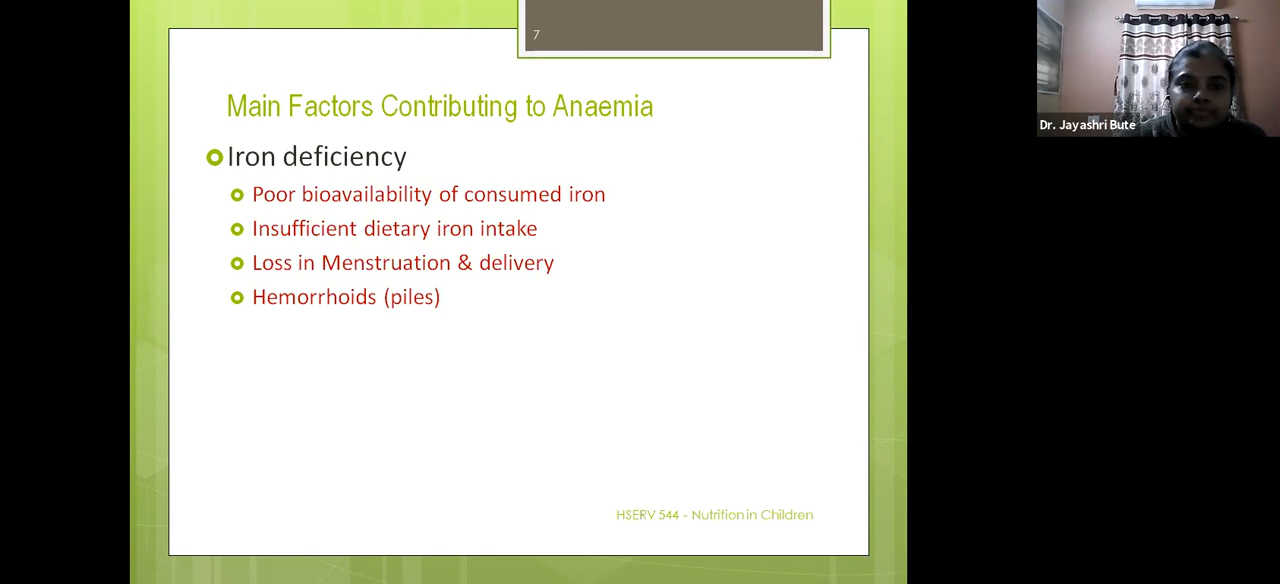 7
Main Factors Contributing to Anaemia
Iron deficiency
Poor bioavailability of consumed iron
Insufficient dietary iron intake
Loss in Menstruation & delivery
Hemorrhoids (piles)
HSERV 544 - Nutrition in Children
Dr. Jayashri Bute